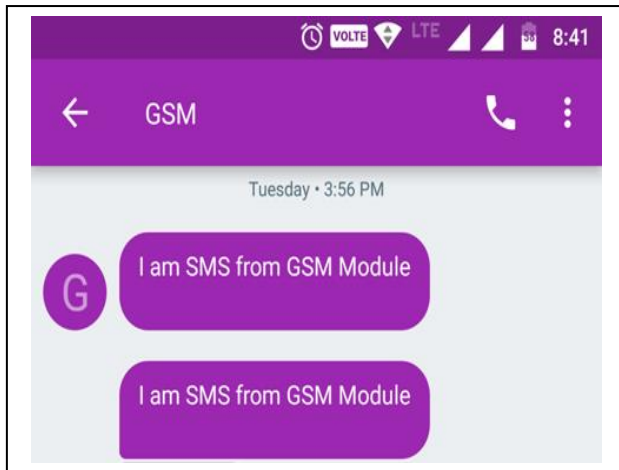 VOLTE LTE 58 8:41
GSM
Tuesday • 3:56 PM
G
I am SMS from GSM Module
I am SMS from GSM Module